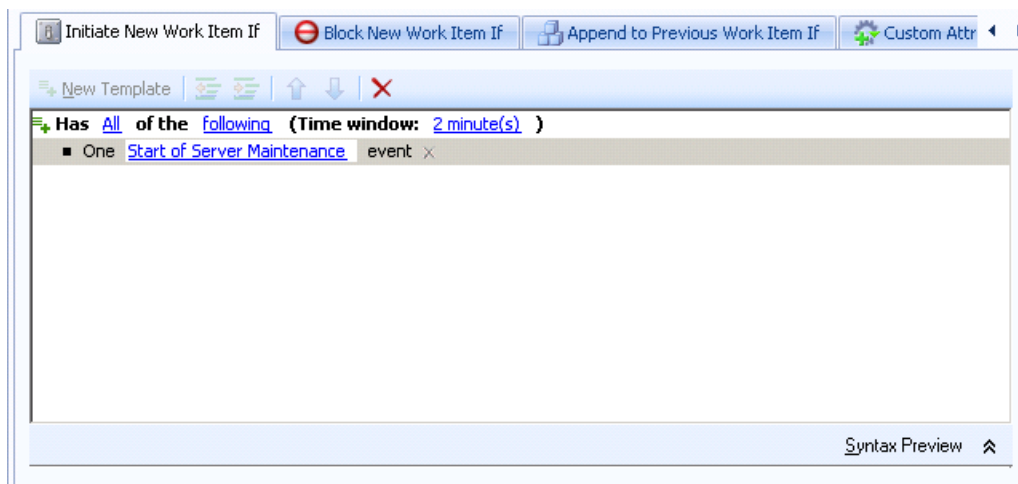 Initiate New Work Item If Block New Work Item If Append to Previous Work Item If Custom Attr
New Template
Has All of the following (Time window: 2 minute(s) )
One Start of Server Maintenance event
Syntax Preview